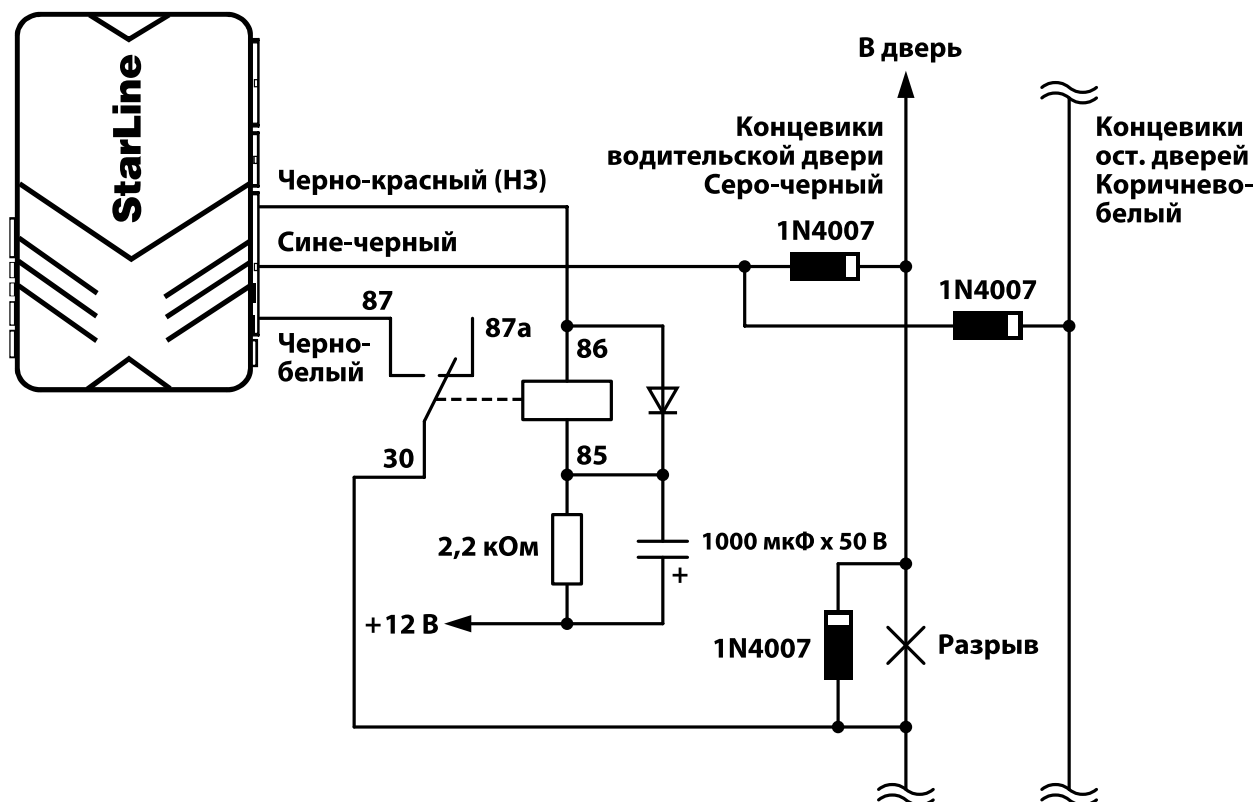 StarLine
В дверь
Концевики
водительской двери
Серо-черный
Концевики
ост. дверей
Коричнево-
белый
Черно-красный (НЗ)
Сине-черный
1N4007
1N4007
87
87а
Черно-
белый
86
30
85
2,2 кОм
1000 мкФ х 50 В
+
+12 В
1N4007
Разрыв